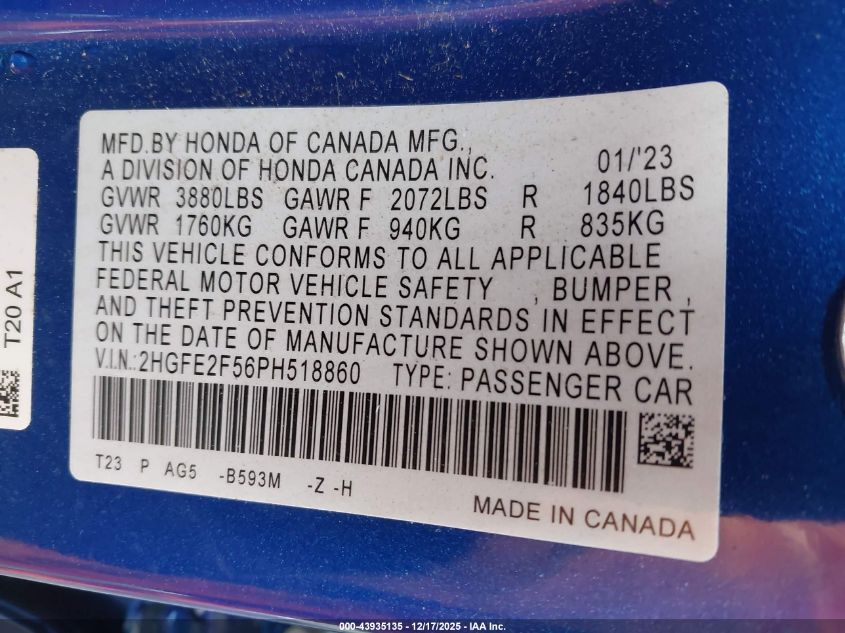 MFD.BY HONDA OF CANADA MFG.,
A DIVISION OF HONDA CANADA INC. 01/'23
GVWR 3880LBS GAWR F 2072LBS R 1840LBS
GVWR 1760KG GAWR F 940KG R 835KG
THIS VEHICLE CONFORMS TO ALL APPLICABLE
FEDERAL MOTOR VEHICLE SAFETY , BUMPER ,
AND THEFT PREVENTION STANDARDS IN EFFECT
ON THE DATE OF MANUFACTURE SHOWN ABOVE.
V.I.N.: 2HGFE2F56PH518860 TYPE: PASSENGER CAR
T23 P AG5 -B593M -Z -H
MADE IN CANADA
T20 A1
000-43935135 - 12/17/2025 - IAA Inc.